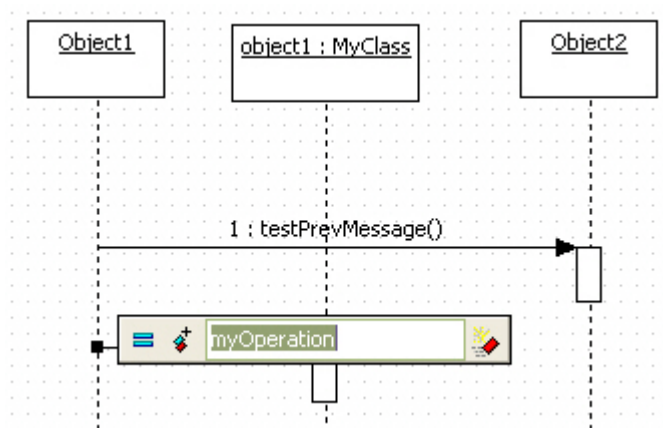 Object1
object1 : MyClass
Object2
1 : testPrevMessage()
myOperation